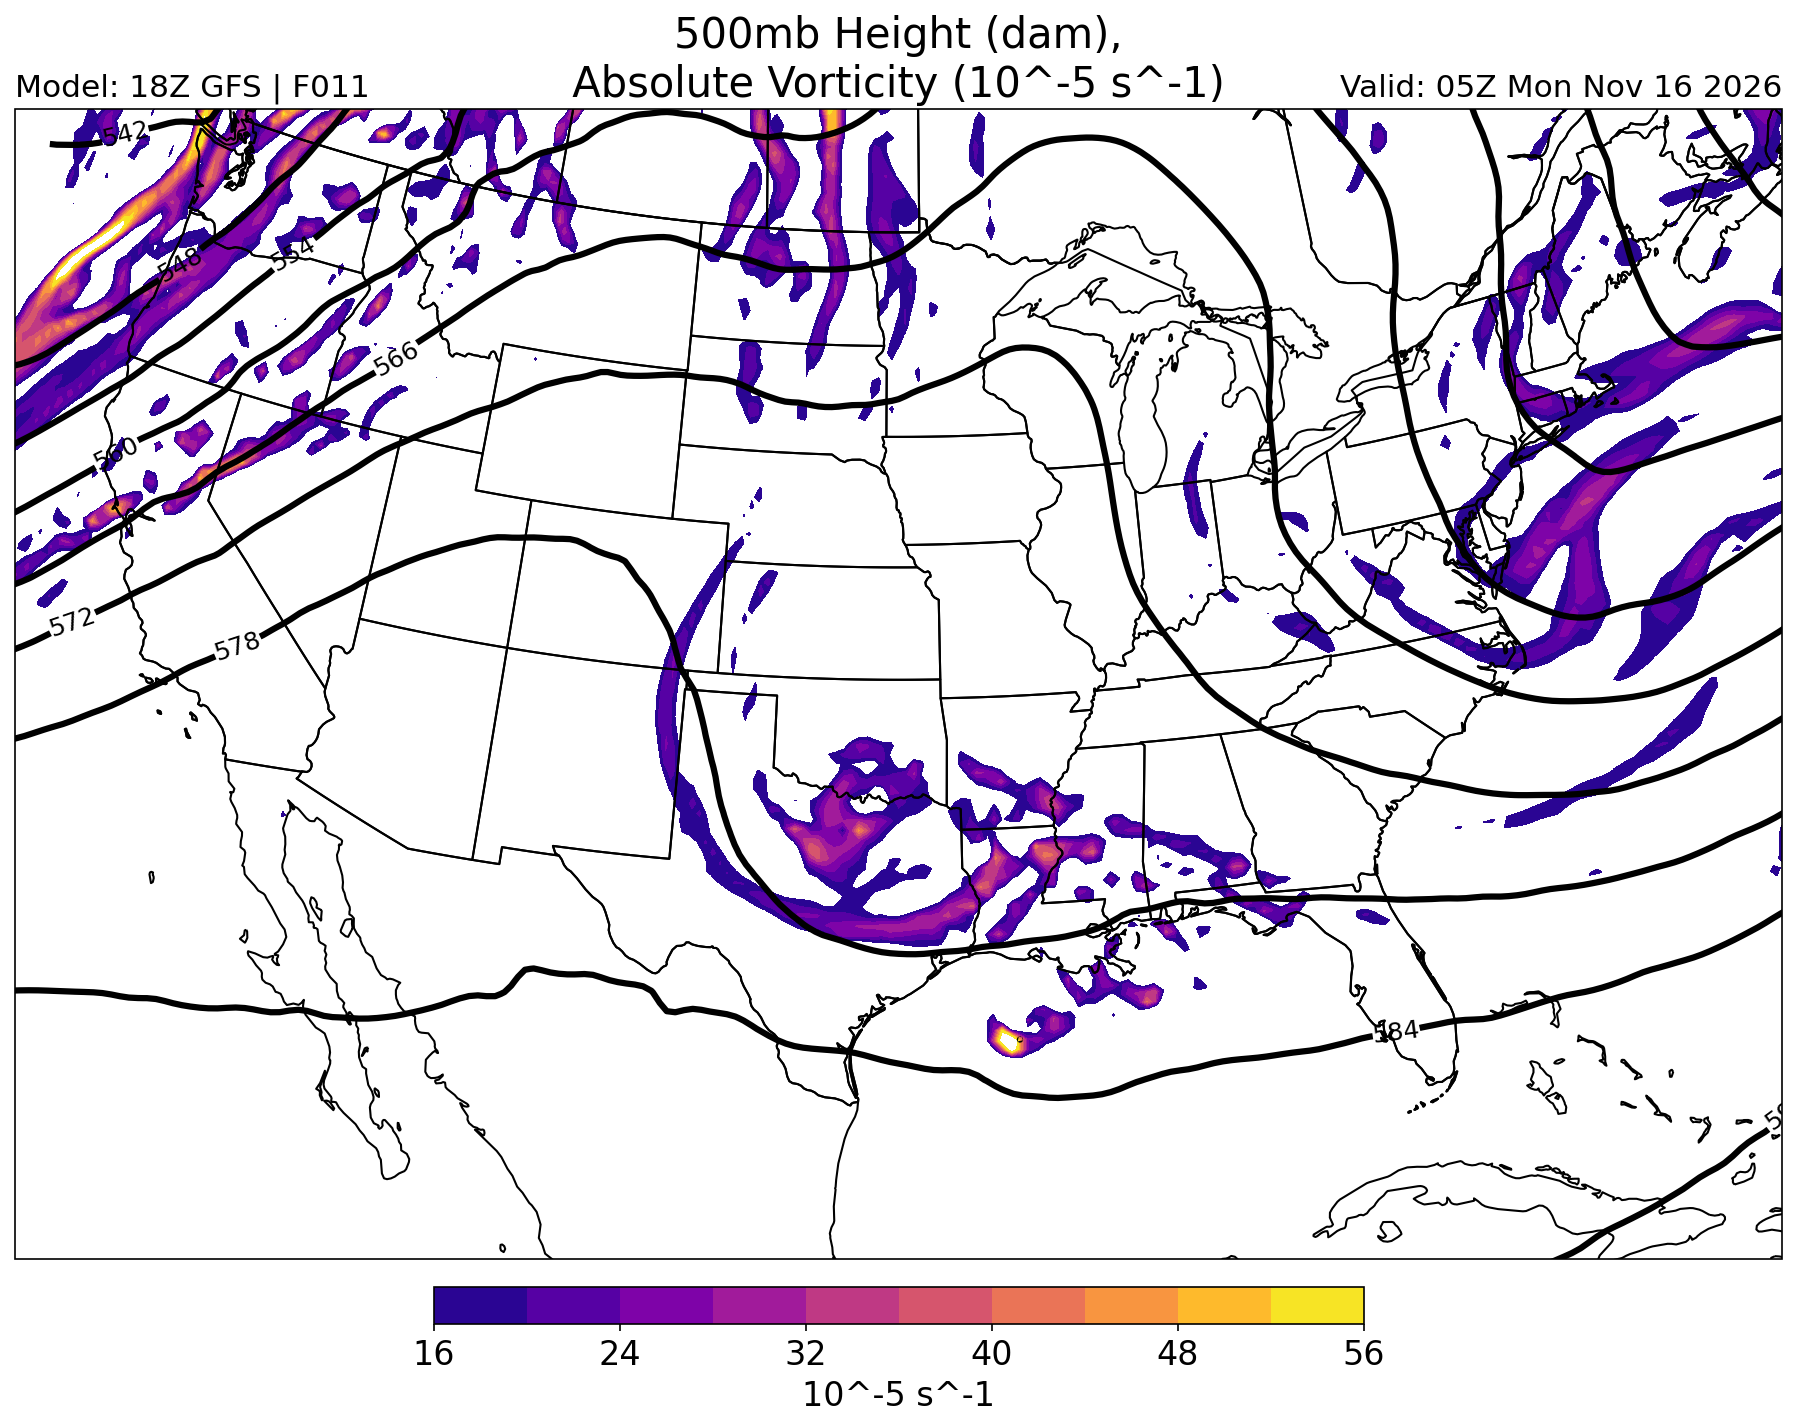 500mb Height (dam),
Absolute Vorticity (10^-5 s^-1)
Model: 18Z GFS | F011
Valid: 05Z Mon Nov 16 2026
542
548
554
566
560
572
578
584
16 24 32 40 48 56
10^-5 s^-1